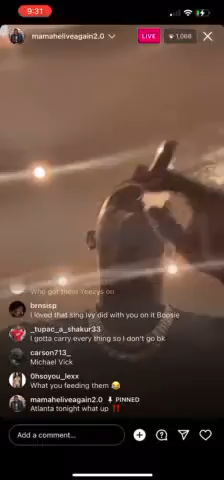 9:31
mamaheliveagain2.0
LIVE
1,066
Who got them Yeezys on
brnsisp
I loved that sing Ivy did with you on it Boosie
_tupac_a_shakur33
I gotta carry every thing so I don't go bk
carson713_
Michael Vick
0hsoyou_lexx
What you feeding them 😂
mamaheliveagain2.0 📌 PINNED
Atlanta tonight what up ‼️
Add a comment...